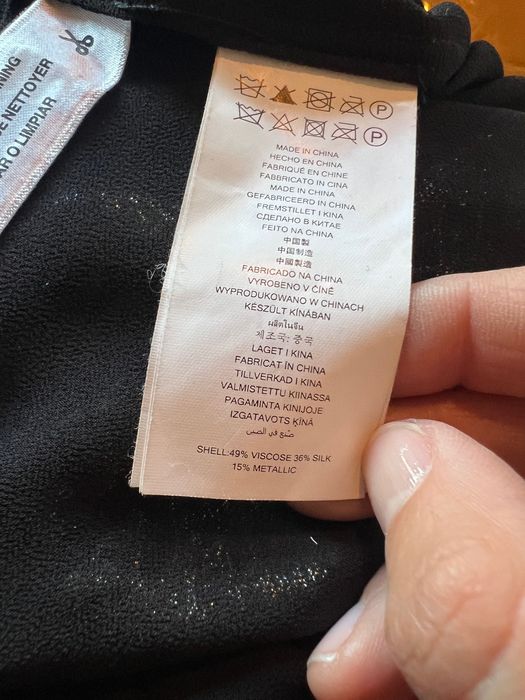 NING
E NETTOYER
AR O LIMPIAR
P
P
MADE IN CHINA
HECHO EN CHINA
FABRIQUÉ EN CHINE
FABBRICATO IN CINA
MADE IN CHINA
GEFABRICEERD IN CHINA
FREMSTILLET I KINA
СДЕЛАНО В КИТАЕ
FEITO NA CHINA
中国製
中国制造
中國製造
FABRICADO NA CHINA
VYROBENO V ČÍNĚ
WYPRODUKOWANO W CHINACH
KÉSZÜLT KÍNÁBAN
ผลิตในจีน
제조국: 중국
LAGET I KINA
FABRICAT ÎN CHINA
TILLVERKAD I KINA
VALMISTETTU KIINASSA
PAGAMINTA KINIJOJE
IZGATAVOTS ĶĪNĀ
صنع في الصين
SHELL:49% VISCOSE 36% SILK
15% METALLIC